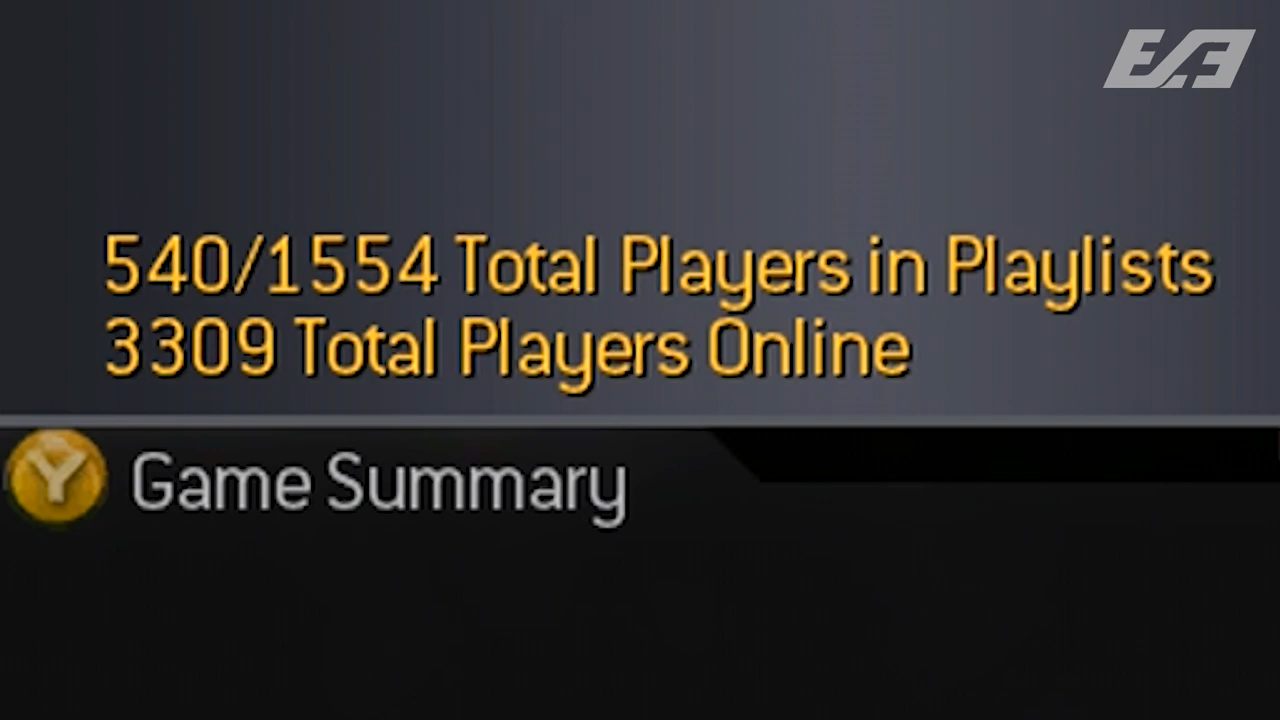 540/1554 Total Players in Playlists
3309 Total Players Online
Y Game Summary